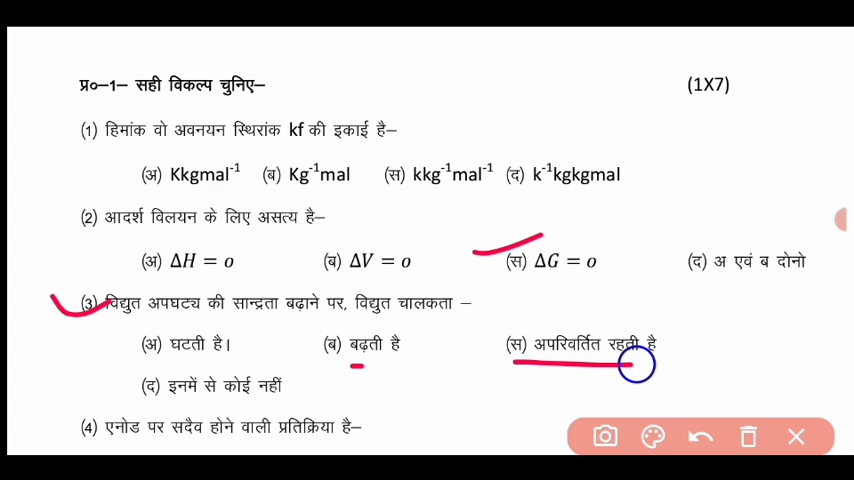 प्र०–1– सही विकल्प चुनिए– (1X7)
(1) हिमांक वो अवनयन स्थिरांक kf की इकाई है–
(अ) Kkgmal⁻¹ (ब) Kg⁻¹mal (स) kkg⁻¹mal⁻¹ (द) k⁻¹kgkgmal
(2) आदर्श विलयन के लिए असत्य है–
(अ) ΔH = o (ब) ΔV = o (स) ΔG = o (द) अ एवं ब दोनो
(3) विद्युत अपघट्य की सान्द्रता बढ़ाने पर, विद्युत चालकता –
(अ) घटती है। (ब) बढ़ती है (स) अपरिवर्तित रहती है
(द) इनमें से कोई नहीं
(4) एनोड पर सदैव होने वाली प्रतिक्रिया है–